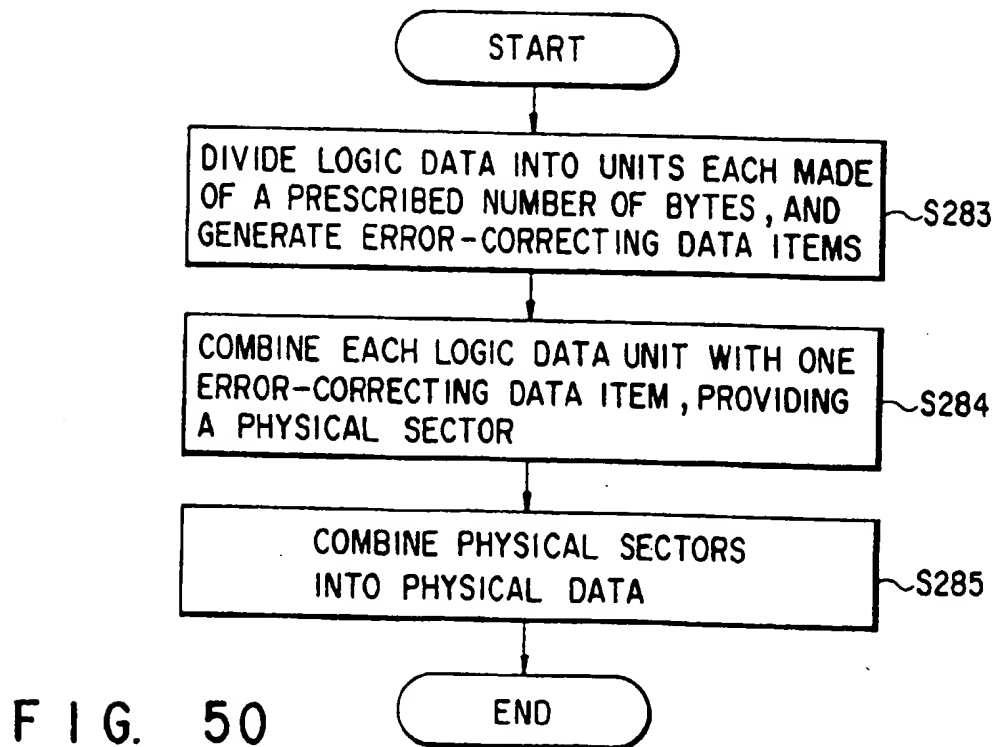 START
DIVIDE LOGIC DATA INTO UNITS EACH MADE
OF A PRESCRIBED NUMBER OF BYTES, AND
GENERATE ERROR-CORRECTING DATA ITEMS
S283
COMBINE EACH LOGIC DATA UNIT WITH ONE
ERROR-CORRECTING DATA ITEM, PROVIDING
A PHYSICAL SECTOR
S284
COMBINE PHYSICAL SECTORS
INTO PHYSICAL DATA
S285
END
FIG. 50